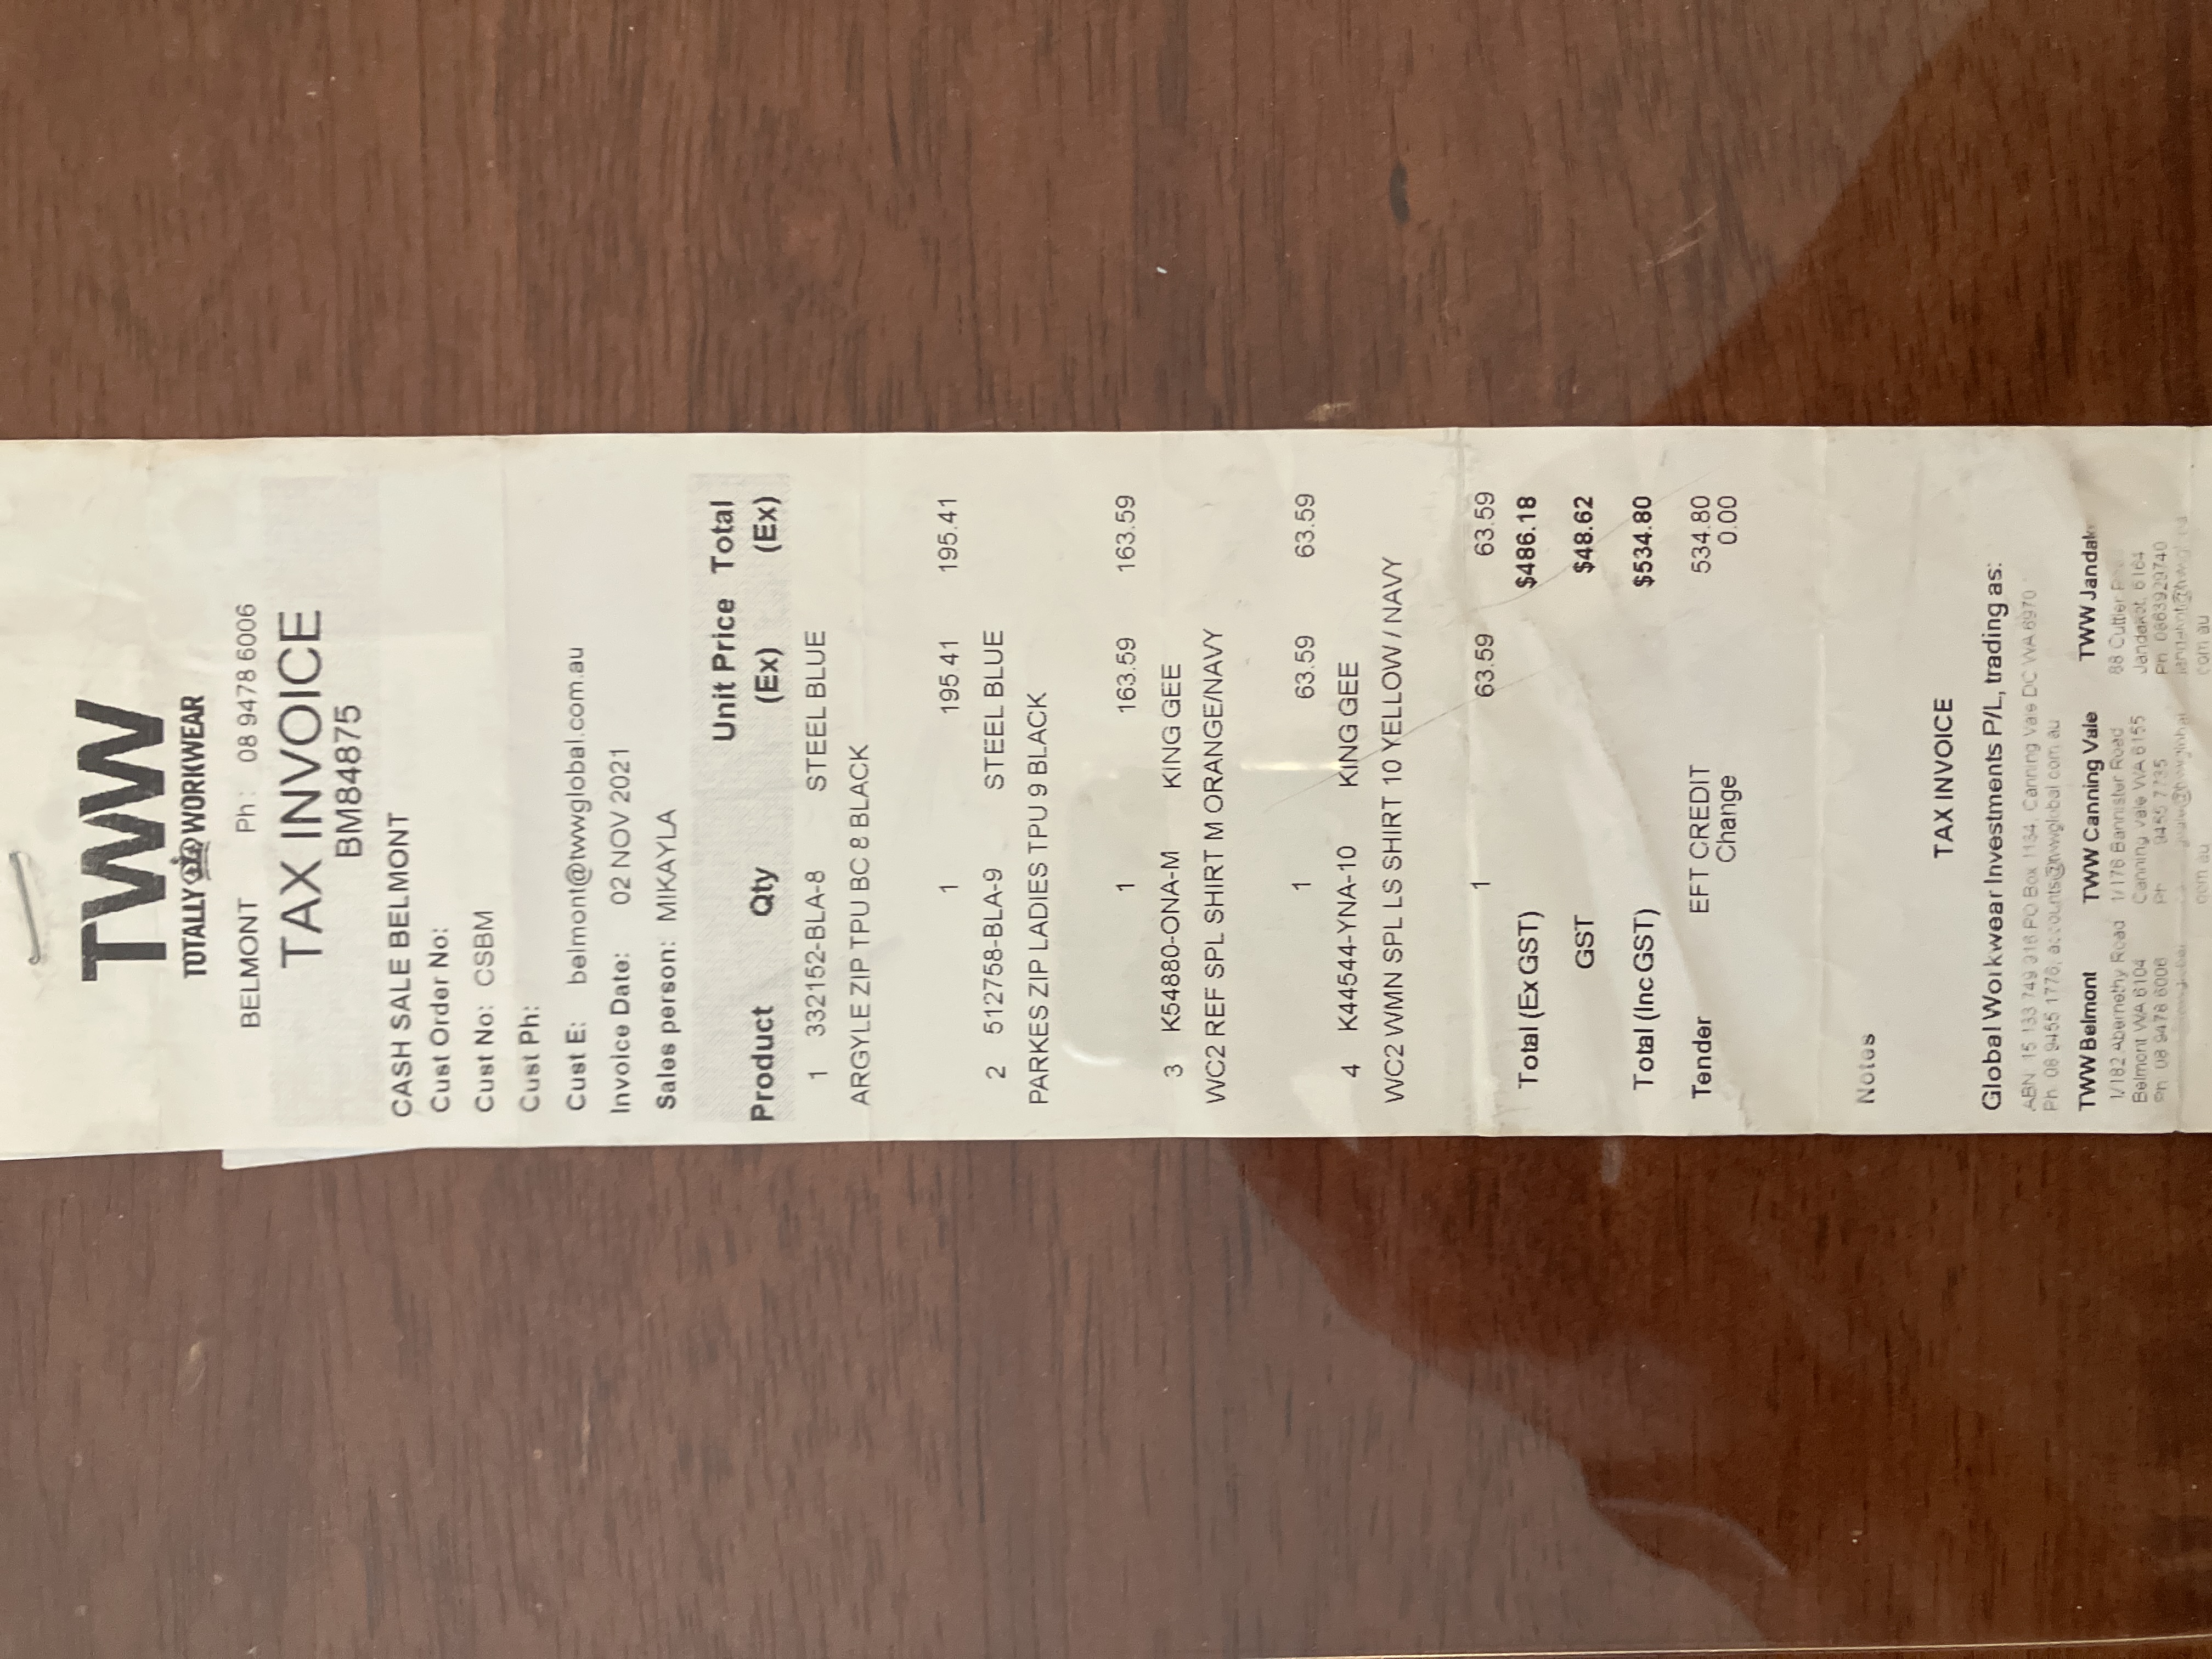 TWW
TOTALLY WORKWEAR
BELMONT Ph: 08 9478 6006
TAX INVOICE
BM84875
CASH SALE BELMONT
Cust Order No:
Cust No: CSBM
Cust Ph:
Cust E: belmont@twwglobal.com.au
Invoice Date: 02 NOV 2021
Sales person: MIKAYLA
Unit Price Total
Product Qty (Ex) (Ex)
1 332152-BLA-8 STEEL BLUE
ARGYLE ZIP TPU BC 8 BLACK
1 195.41 195.41
2 512758-BLA-9 STEEL BLUE
PARKES ZIP LADIES TPU 9 BLACK
1 163.59 163.59
3 K54880-ONA-M KING GEE
WC2 REF SPL SHIRT M ORANGE/NAVY
1 63.59 63.59
4 K44544-YNA-10 KING GEE
WC2 WMN SPL LS SHIRT 10 YELLOW / NAVY
1 63.59 63.59
Total (Ex GST) $486.18
GST $48.62
Total (Inc GST) $534.80
Tender EFT CREDIT 534.80
Change 0.00
Notes
TAX INVOICE
Global Workwear Investments P/L, trading as:
ABN 15 133 749 916 PO Box 1134, Canning Vale DC WA 6970
Ph 08 9455 1776, accounts@twwglobal.com.au
TWW Belmont TWW Canning Vale TWW
1/182 Abernethy Road 1/176 Bannister Road 88
Belmont WA 6104 Canning Vale WA 6155 Jandakot, 6164
Ph 08 9478 6006 Ph 9455 7735 Ph 0863929740
com au com au